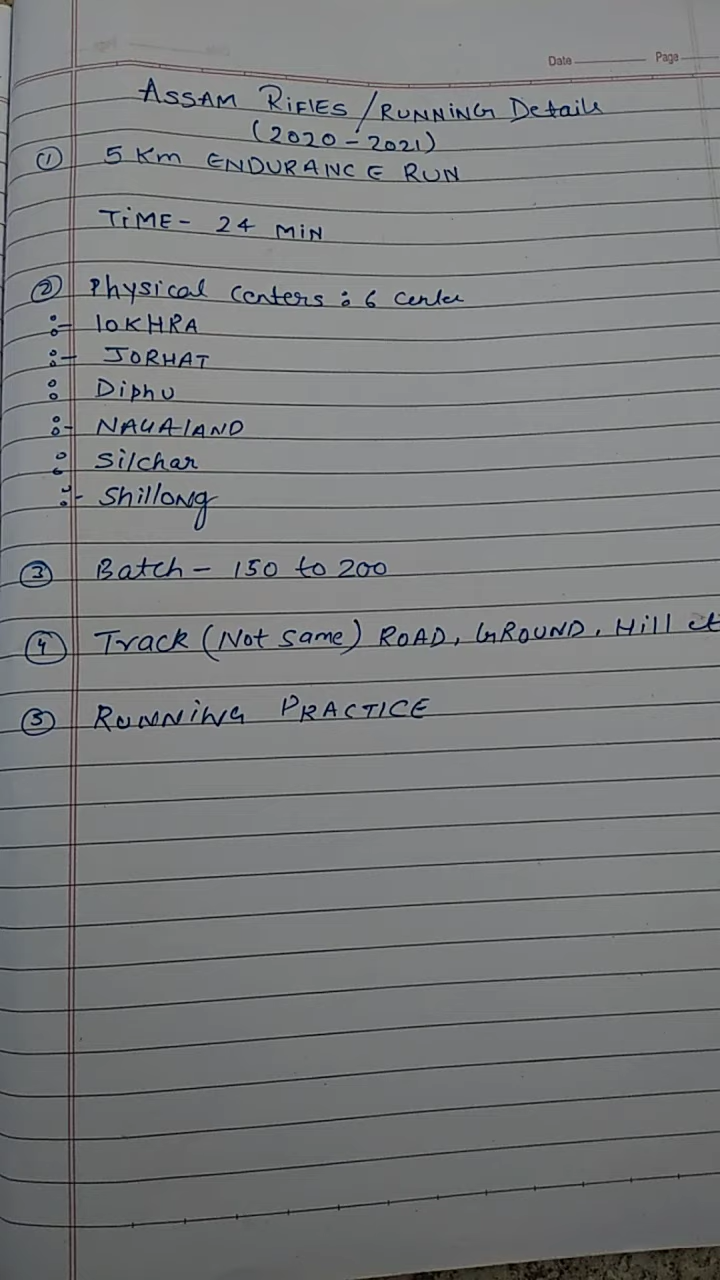 Date Page
ASSAM RIFIES / RUNNING Details
(2020-2021)
① 5 Km ENDURANCE RUN
TiME- 24 MiN
② Physical Centers : 6 Center
:- lOKHRA
:- JORHAT
: Diphu
:- NAGAlAND
: Silchar
:- Shillong
③ Batch - 150 to 200
④ Track (Not same) ROAD, GROUND, Hill et
⑤ RUNNiNG PRACTICE